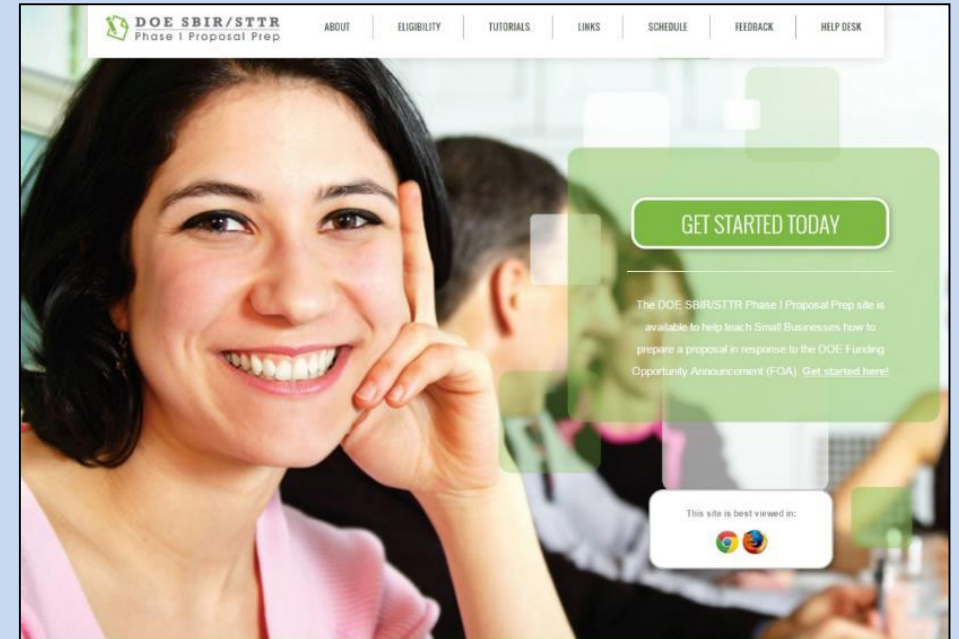 DOE SBIR/STTR
Phase I Proposal Prep
ABOUT
ELIGIBILITY
TUTORIALS
LINKS
SCHEDULE
FEEDBACK
HELP DESK
GET STARTED TODAY
The DOE SBIR/STTR Phase I Proposal Prep site is
available to help teach Small Businesses how to
prepare a proposal in response to the DOE Funding
Opportunity Announcement (FOA). Get started here!
This site is best viewed in: